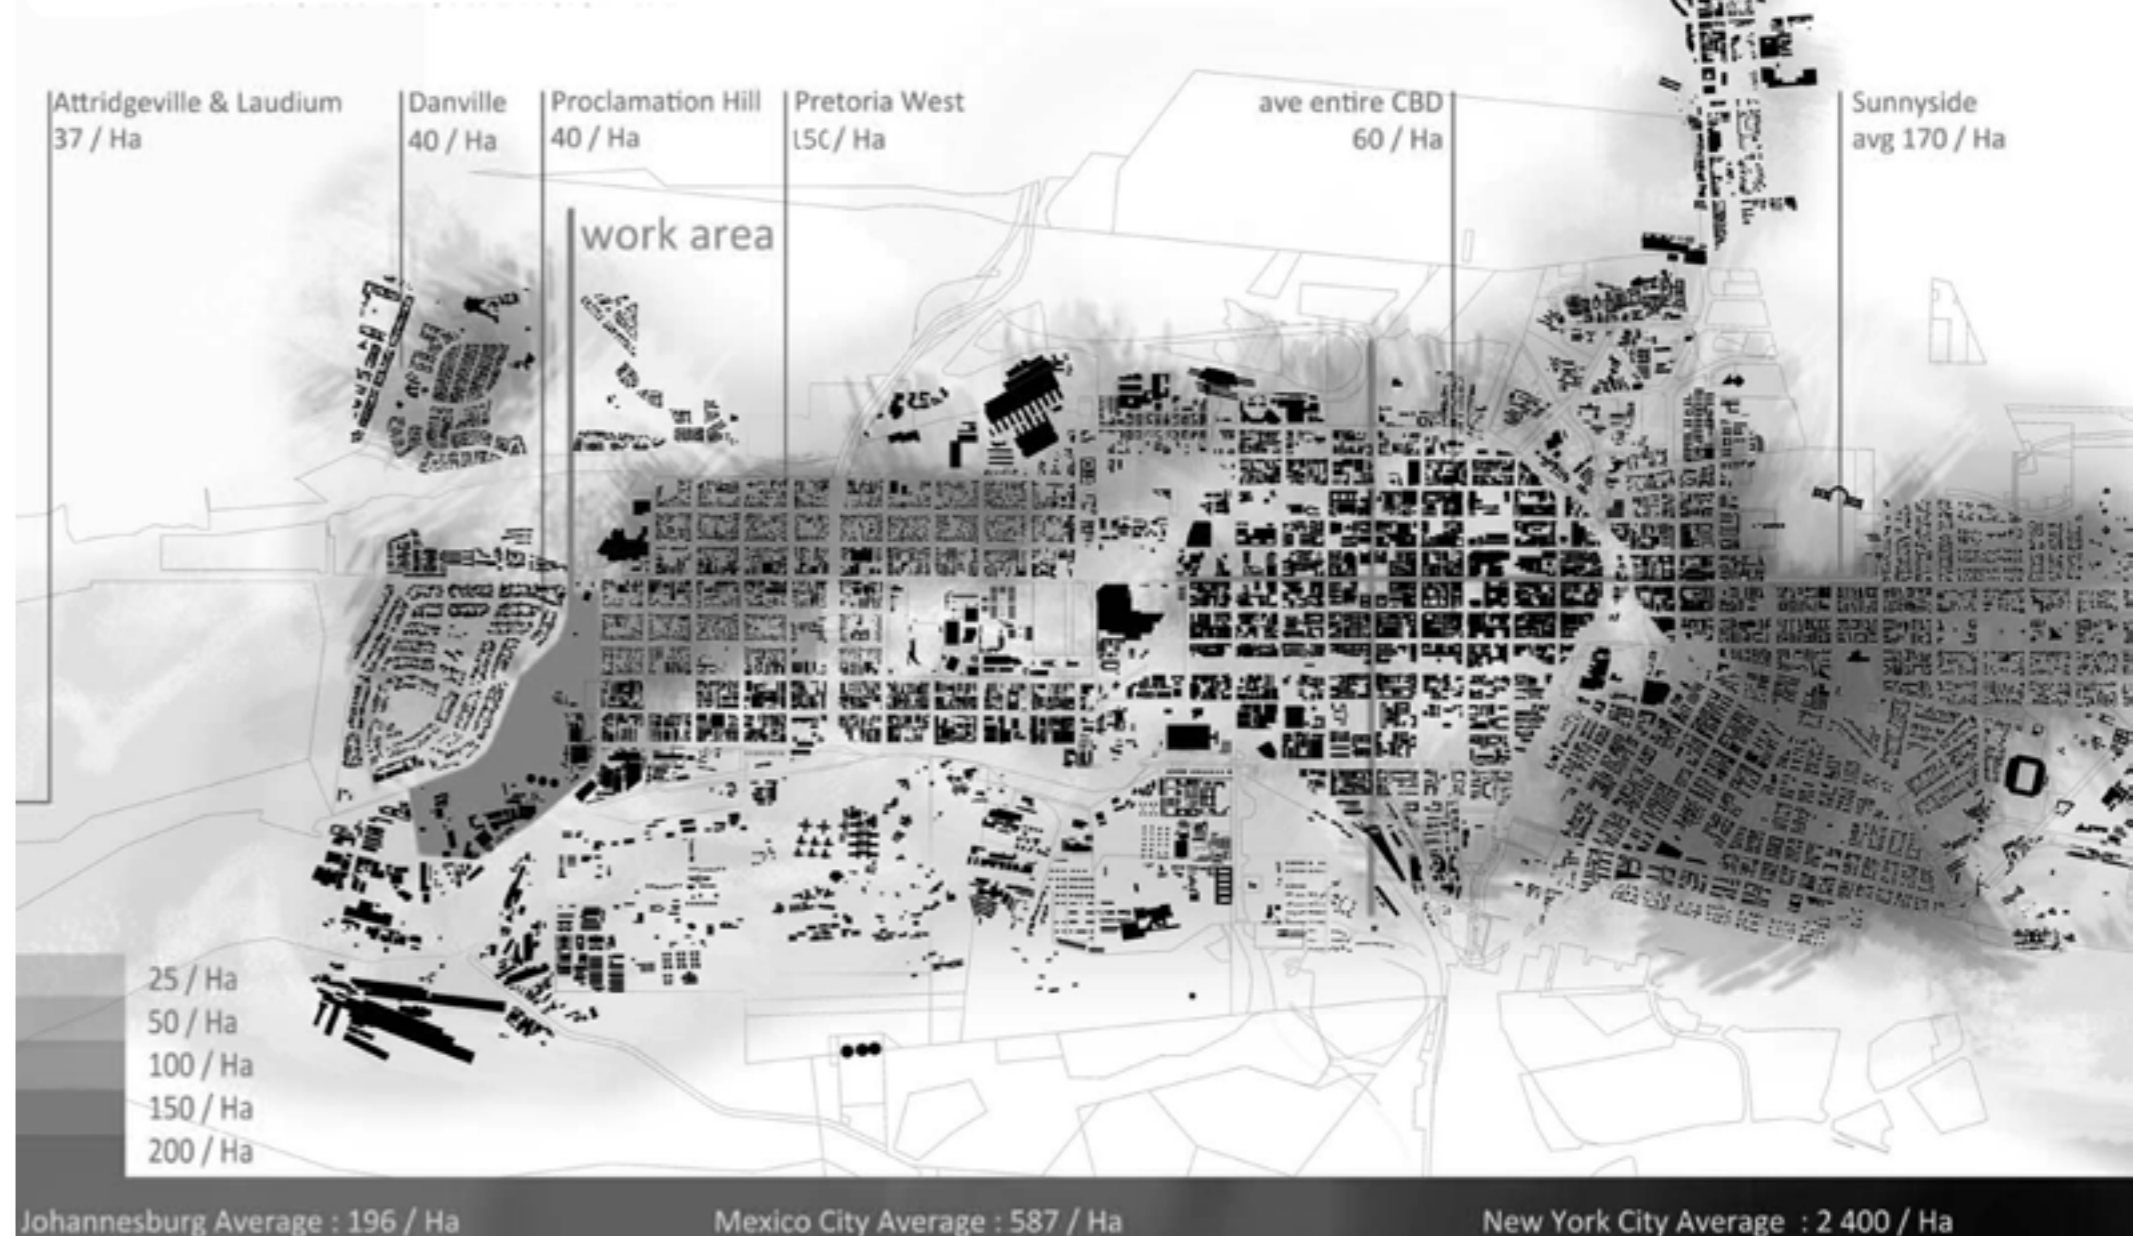 Attridgeville & Laudium
37 / Ha
Danville
40 / Ha
Proclamation Hill
40 / Ha
Pretoria West
150/ Ha
ave entire CBD
60 / Ha
Sunnyside
avg 170 / Ha
work area
25 / Ha
50 / Ha
100 / Ha
150 / Ha
200 / Ha
Johannesburg Average : 196 / Ha
Mexico City Average : 587 / Ha
New York City Average : 2 400 / Ha